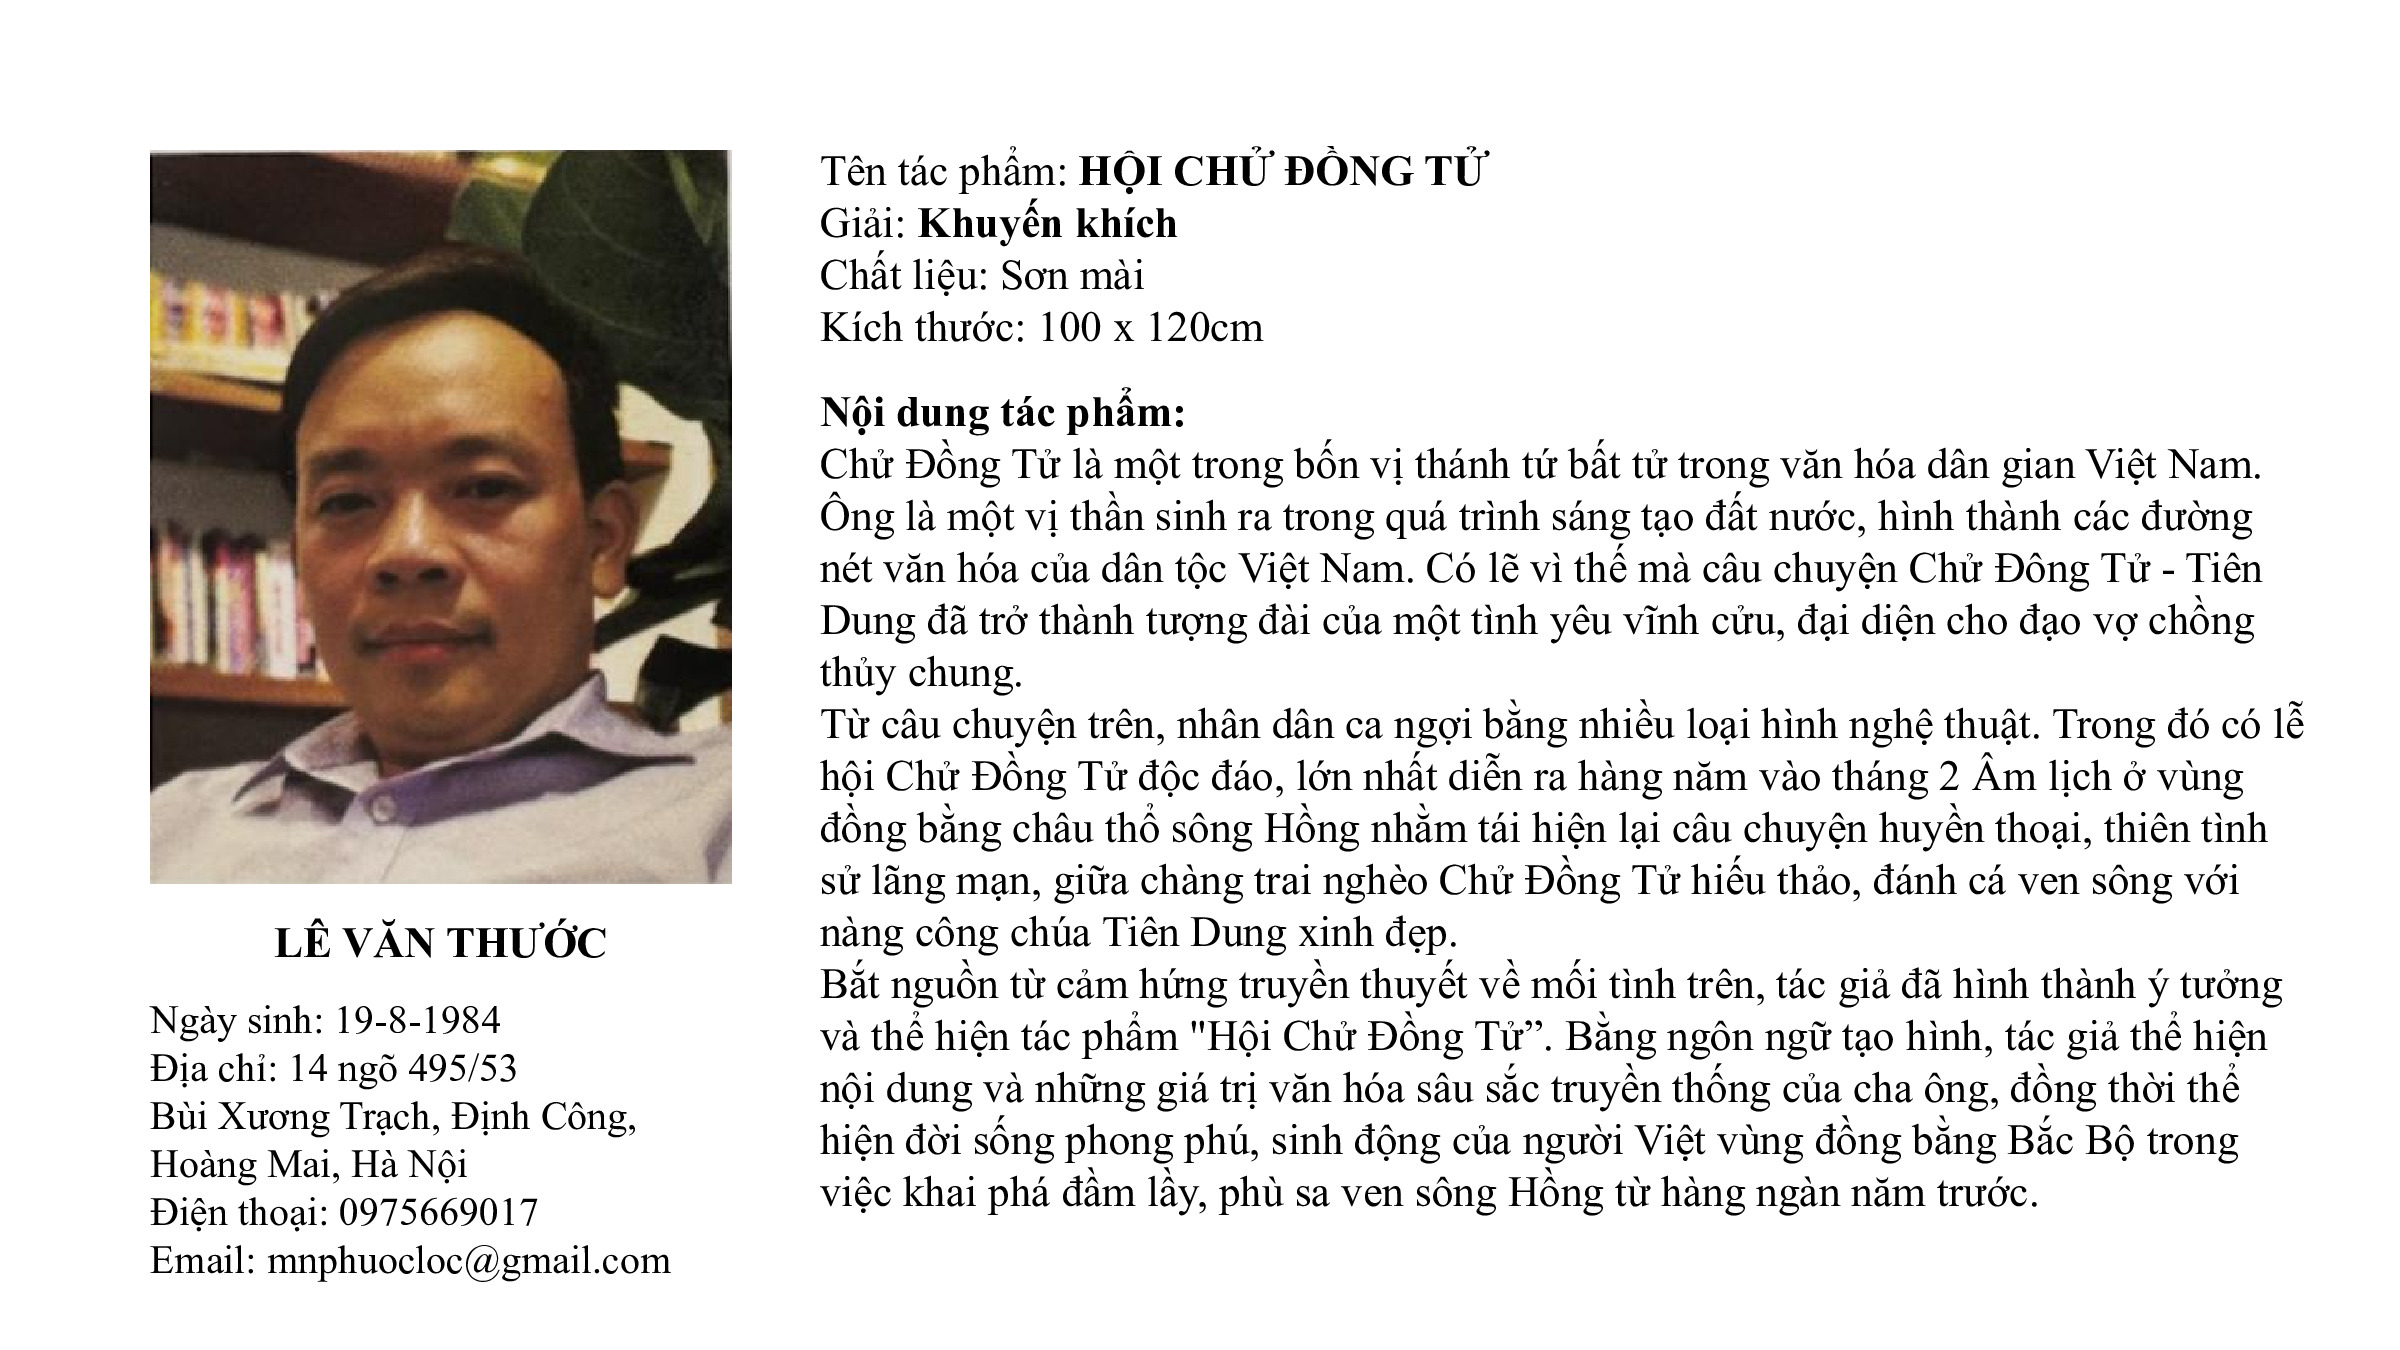 LÊ VĂN THƯỚC
Ngày sinh: 19-8-1984
Địa chỉ: 14 ngõ 495/53
Bùi Xương Trạch, Định Công,
Hoàng Mai, Hà Nội
Điện thoại: 0975669017
Email: mnphuocloc@gmail.com
Tên tác phẩm: HỘI CHỬ ĐỒNG TỬ
Giải: Khuyến khích
Chất liệu: Sơn mài
Kích thước: 100 x 120cm
Nội dung tác phẩm:
Chử Đồng Tử là một trong bốn vị thánh tứ bất tử trong văn hóa dân gian Việt Nam.
Ông là một vị thần sinh ra trong quá trình sáng tạo đất nước, hình thành các đường
nét văn hóa của dân tộc Việt Nam. Có lẽ vì thế mà câu chuyện Chử Đông Tử - Tiên
Dung đã trở thành tượng đài của một tình yêu vĩnh cửu, đại diện cho đạo vợ chồng
thủy chung.
Từ câu chuyện trên, nhân dân ca ngợi bằng nhiều loại hình nghệ thuật. Trong đó có lễ
hội Chử Đồng Tử độc đáo, lớn nhất diễn ra hàng năm vào tháng 2 Âm lịch ở vùng
đồng bằng châu thổ sông Hồng nhằm tái hiện lại câu chuyện huyền thoại, thiên tình
sử lãng mạn, giữa chàng trai nghèo Chử Đồng Tử hiếu thảo, đánh cá ven sông với
nàng công chúa Tiên Dung xinh đẹp.
Bắt nguồn từ cảm hứng truyền thuyết về mối tình trên, tác giả đã hình thành ý tưởng
và thể hiện tác phẩm "Hội Chử Đồng Tử”. Bằng ngôn ngữ tạo hình, tác giả thể hiện
nội dung và những giá trị văn hóa sâu sắc truyền thống của cha ông, đồng thời thể
hiện đời sống phong phú, sinh động của người Việt vùng đồng bằng Bắc Bộ trong
việc khai phá đầm lầy, phù sa ven sông Hồng từ hàng ngàn năm trước.